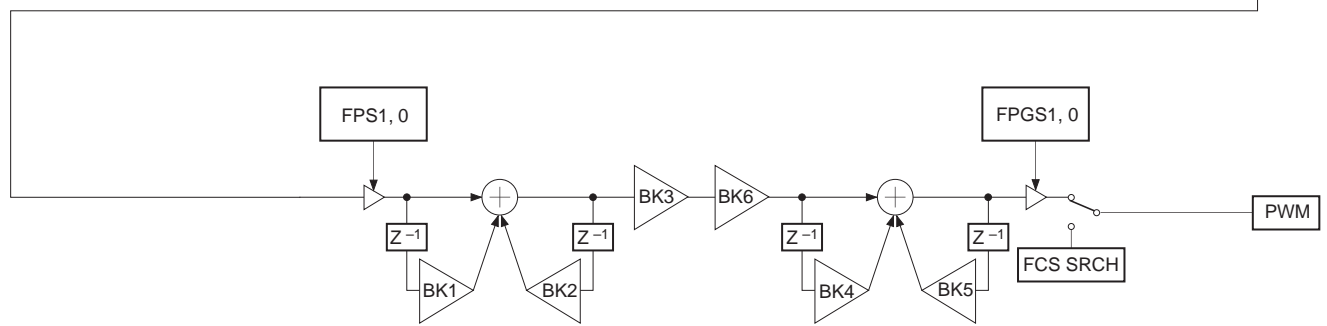 FPS1, 0
FPGS1, 0
BK3
BK6
PWM
Z –1
Z –1
Z –1
Z –1
FCS SRCH
BK1
BK2
BK4
BK5